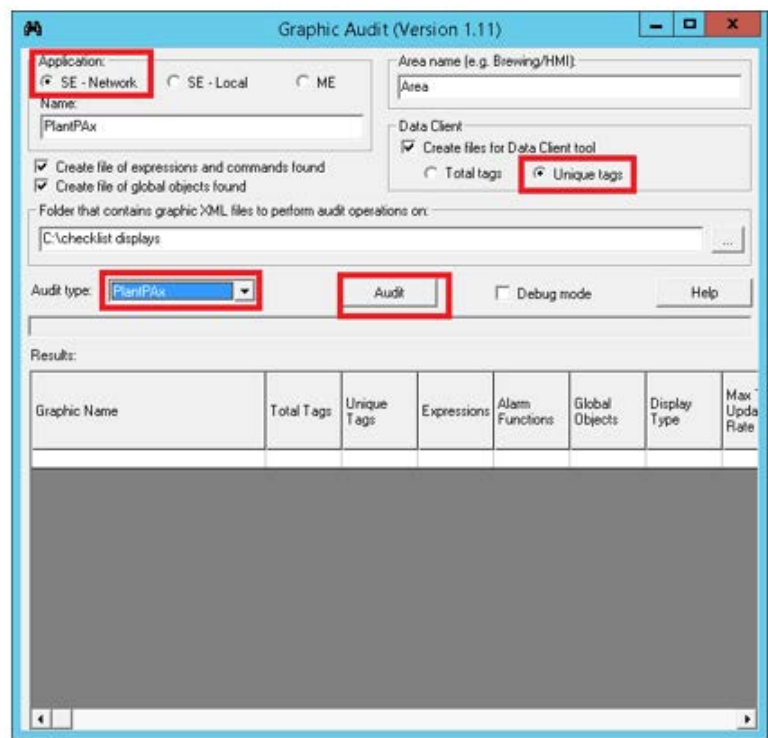 Graphic Audit (Version 1.11)
Application:
SE - Network SE - Local ME
Name:
PlantPAx
Area name (e.g. Brewing/HMI):
Area
Data Client
Create files for Data Client tool
Total tags Unique tags
Create file of expressions and commands found
Create file of global objects found
Folder that contains graphic XML files to perform audit operations on:
C:\checklist displays
...
Audit type: PlantPAx Audit Debug mode Help
Results:
Graphic Name Total Tags Unique Tags Expressions Alarm Functions Global Objects Display Type Max Upda Rate